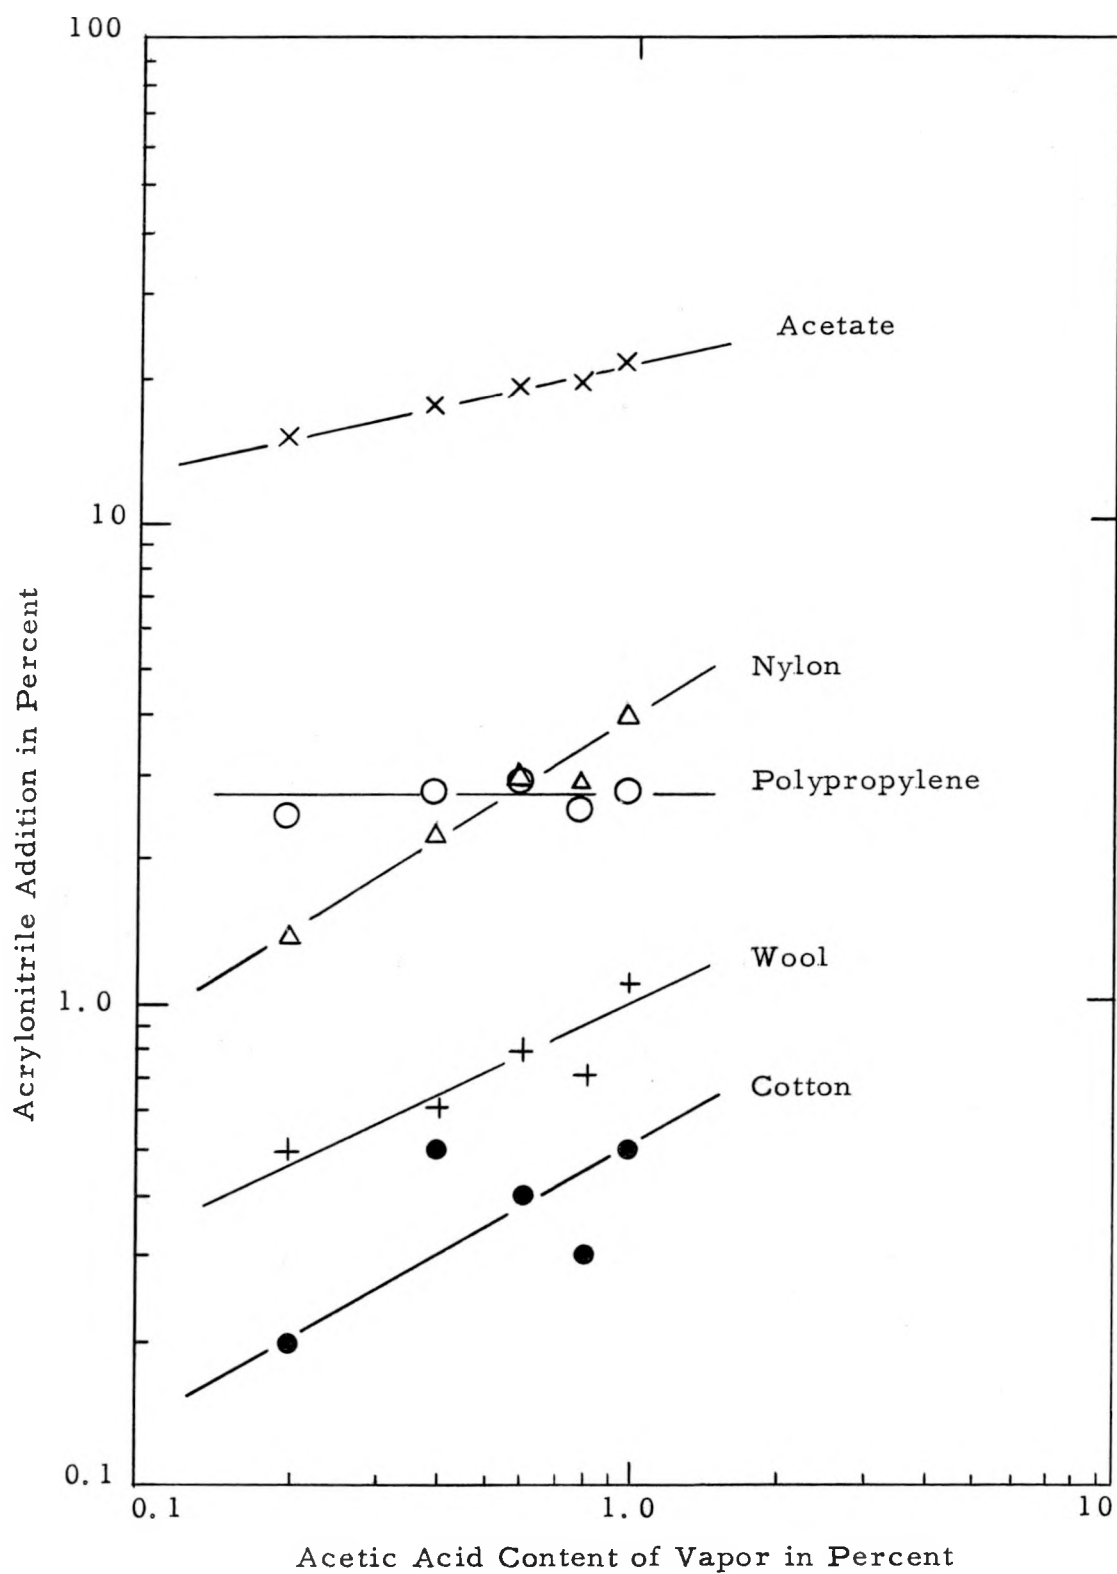 100
Acetate
10
Nylon
Polypropylene
Wool
1.0
Cotton
0.1
0.1 1.0 10
Acrylonitrile Addition in Percent
Acetic Acid Content of Vapor in Percent